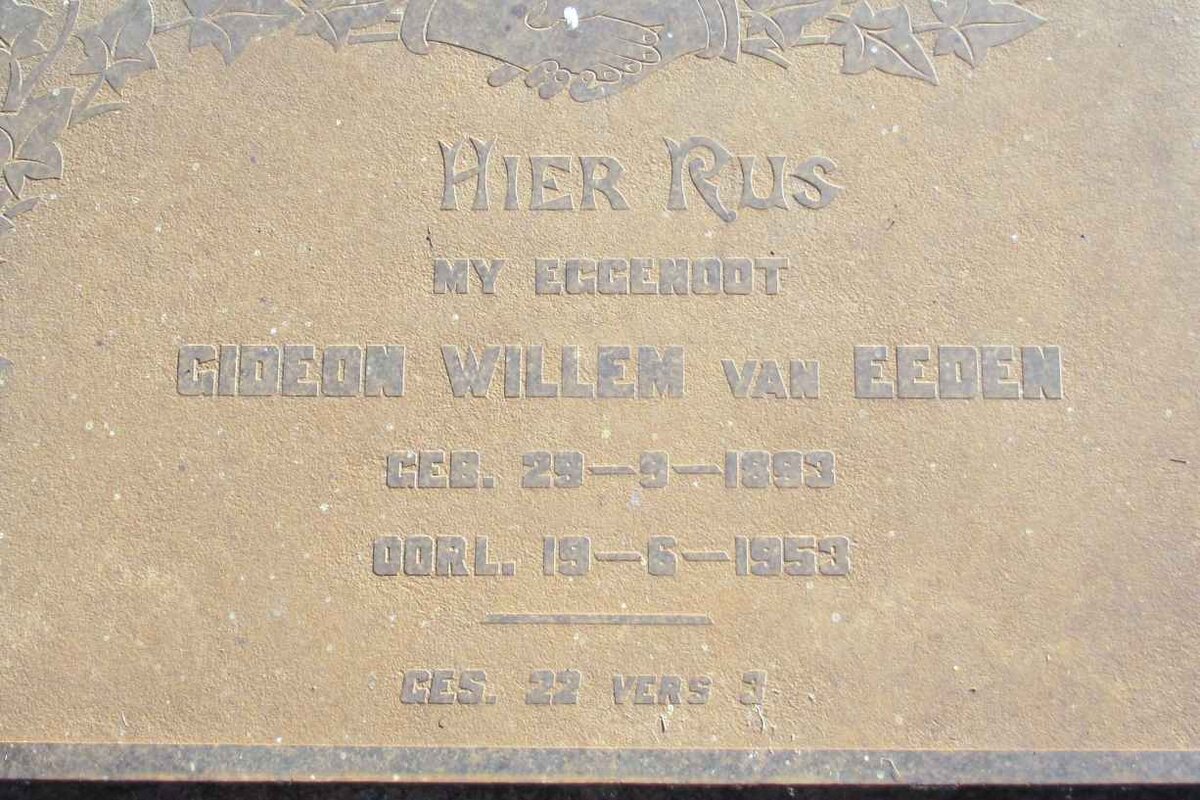 HIER RUS
MY EGGENOOT
GIDEON WILLEM VAN EEDEN
GEB. 29-9-1893
OORL. 19-6-1953
GES. 22 VERS 3